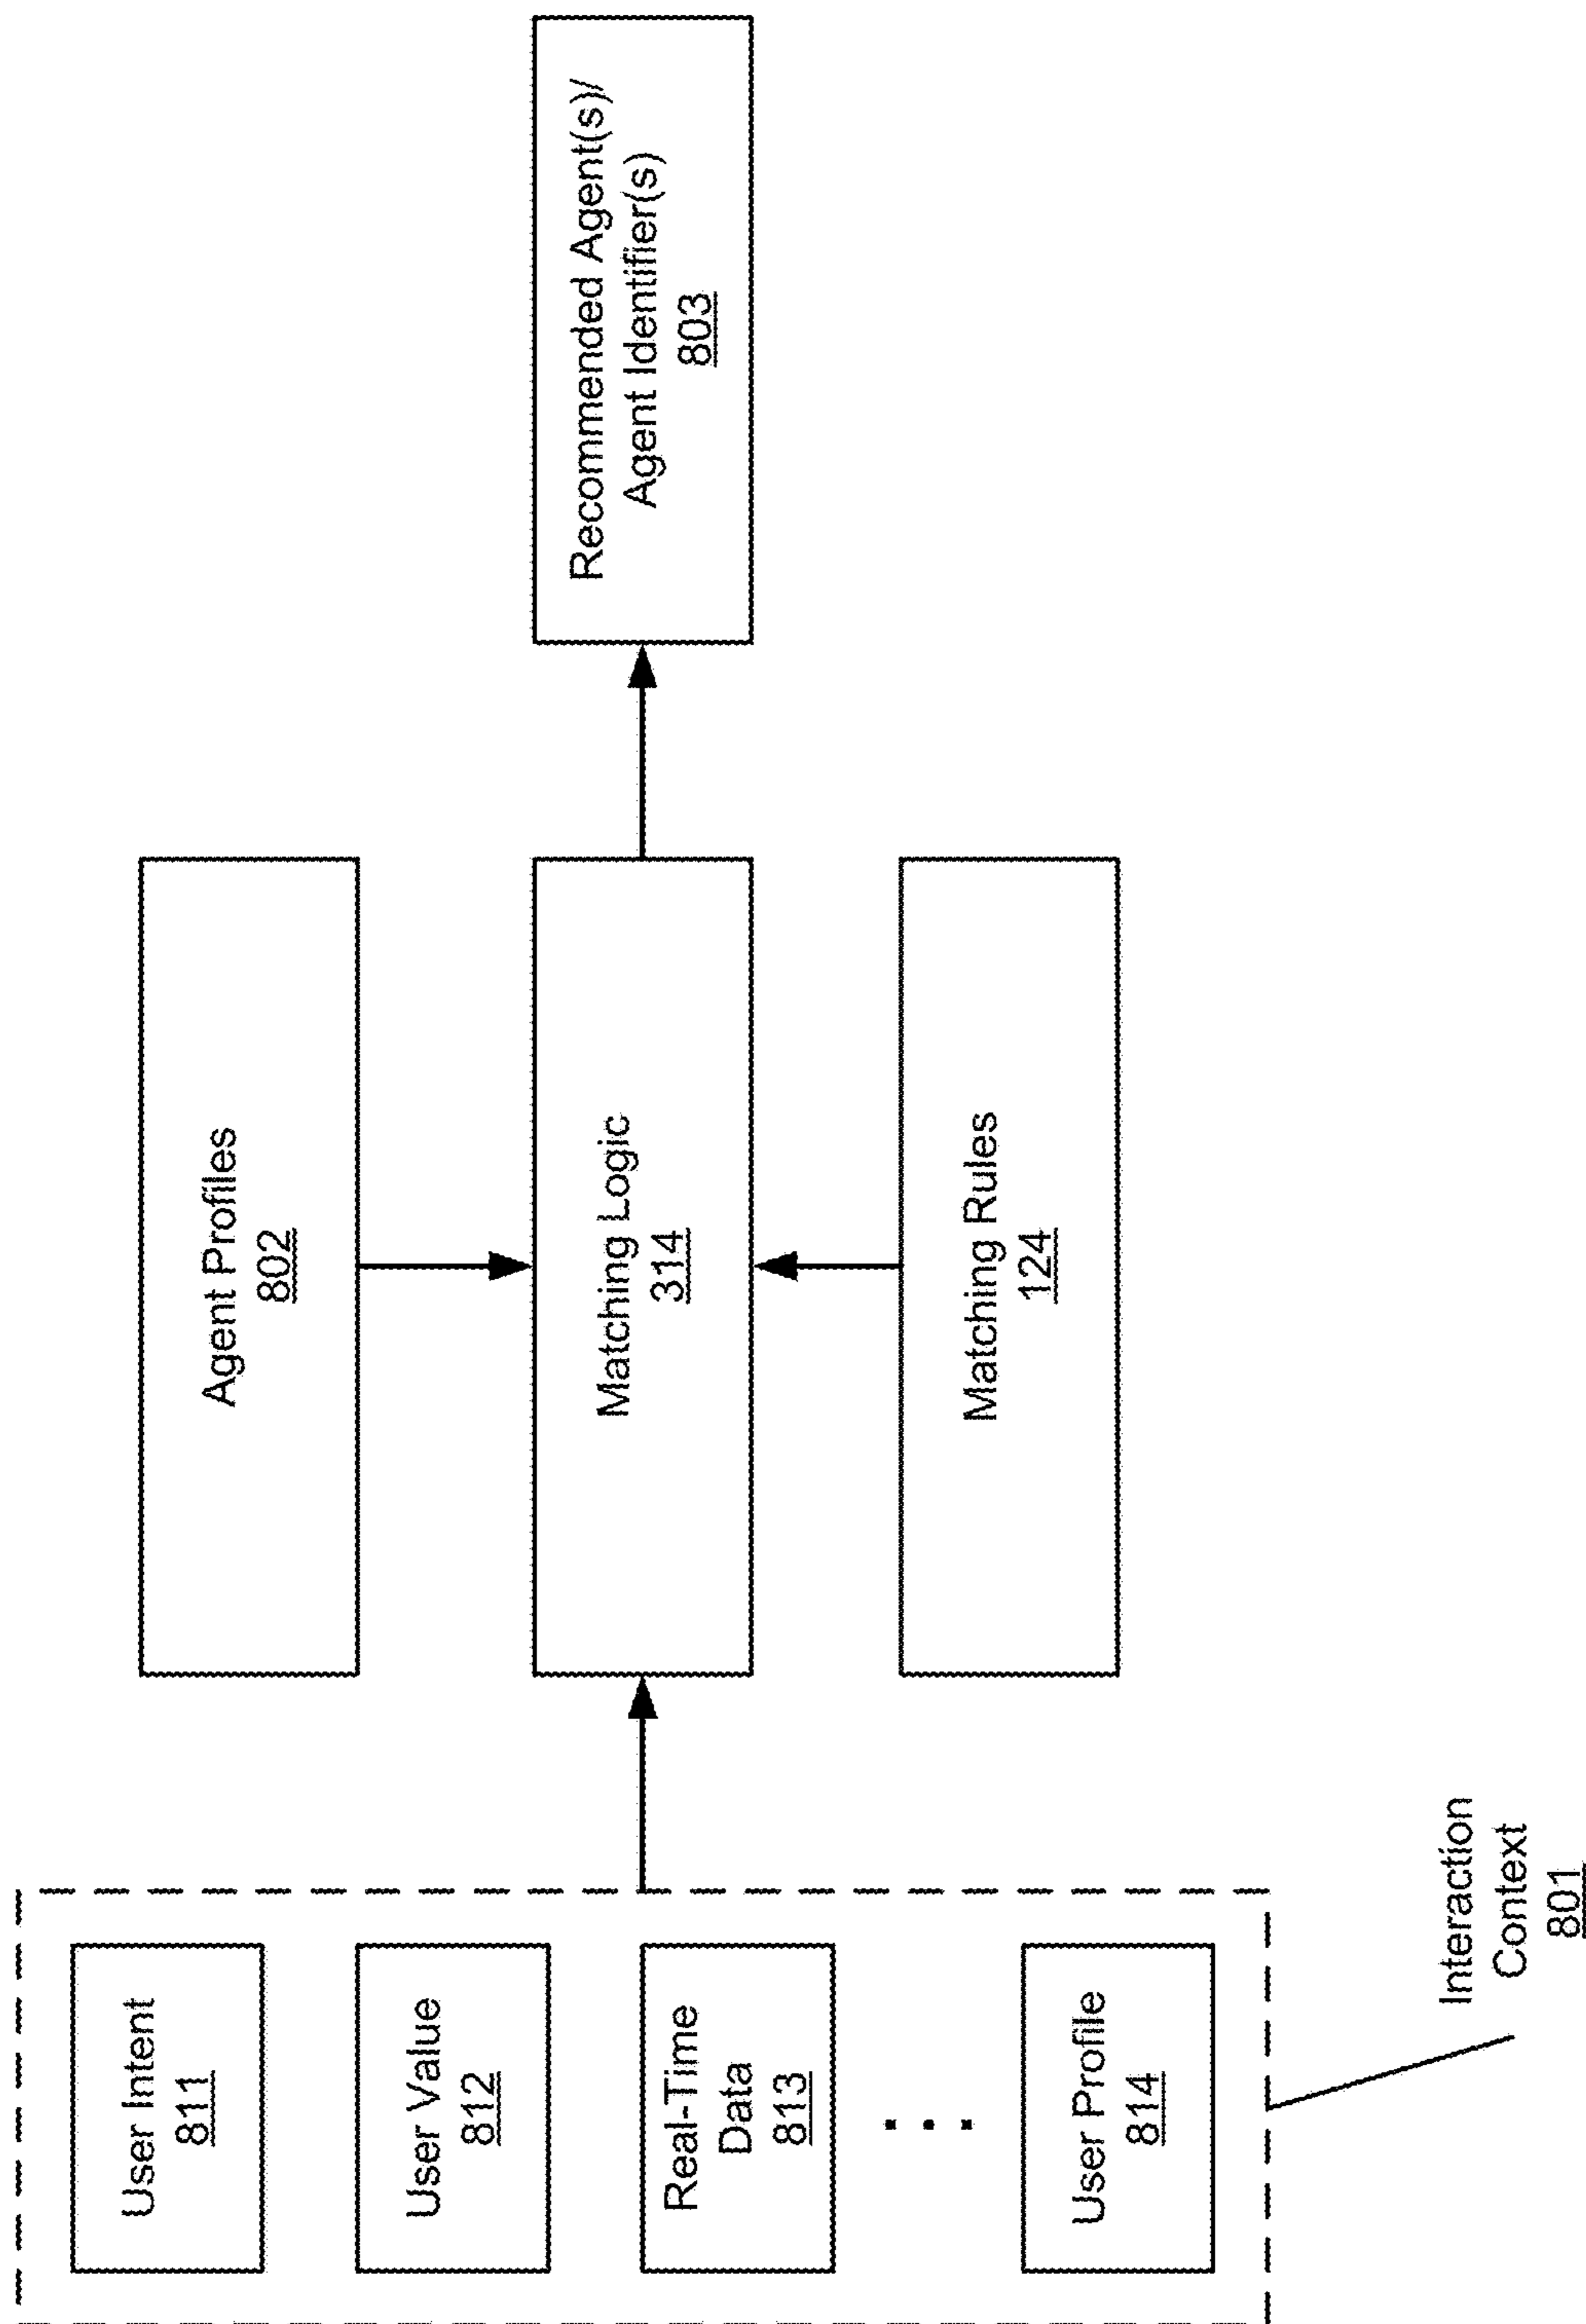 User Intent
811
User Value
812
Real-Time
Data
813
User Profile
814
Interaction
Context
801
Agent Profiles
802
Matching Logic
314
Matching Rules
124
Recommended Agent(s)/
Agent Identifier(s)
803